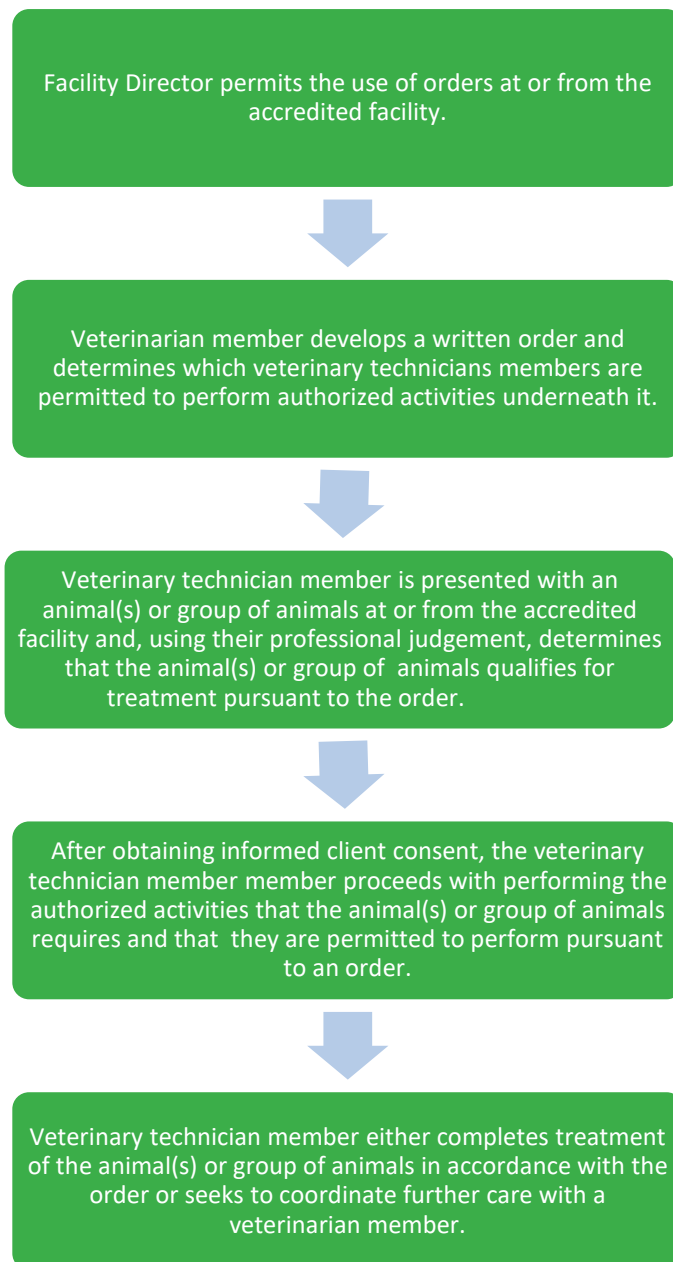 Facility Director permits the use of orders at or from the
accredited facility.
Veterinarian member develops a written order and
determines which veterinary technicians members are
permitted to perform authorized activities underneath it.
Veterinary technician member is presented with an
animal(s) or group of animals at or from the accredited
facility and, using their professional judgement, determines
that the animal(s) or group of animals qualifies for
treatment pursuant to the order.
After obtaining informed client consent, the veterinary
technician member member proceeds with performing the
authorized activities that the animal(s) or group of animals
requires and that they are permitted to perform pursuant
to an order.
Veterinary technician member either completes treatment
of the animal(s) or group of animals in accordance with the
order or seeks to coordinate further care with a
veterinarian member.